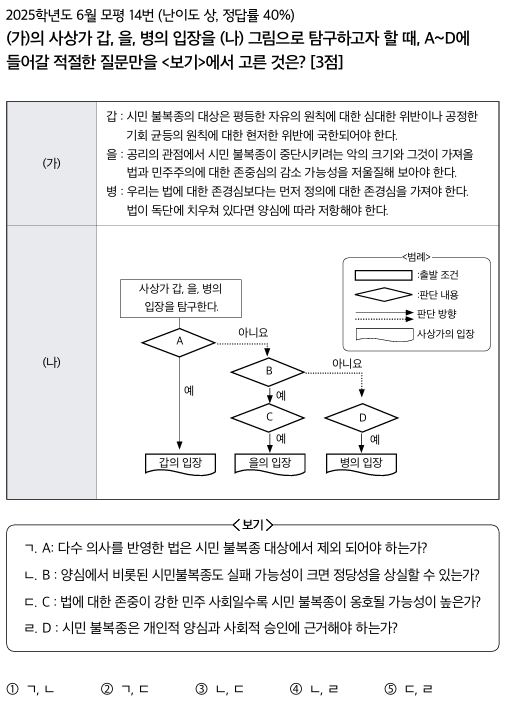 2025학년도 6월 모평 14번 (난이도 상, 정답률 40%)
(가)의 사상가 갑, 을, 병의 입장을 (나) 그림으로 탐구하고자 할 때, A~D에
들어갈 적절한 질문만을 <보기>에서 고른 것은? [3점]
(가)
갑 : 시민 불복종의 대상은 평등한 자유의 원칙에 대한 심대한 위반이나 공정한
기회 균등의 원칙에 대한 현저한 위반에 국한되어야 한다.
을 : 공리의 관점에서 시민 불복종이 중단시키려는 악의 크기와 그것이 가져올
법과 민주주의에 대한 존중심의 감소 가능성을 저울질해 보아야 한다.
병 : 우리는 법에 대한 존경심보다는 먼저 정의에 대한 존경심을 가져야 한다.
법이 독단에 치우쳐 있다면 양심에 따라 저항해야 한다.
(나)
<범례>
:출발 조건
:판단 내용
판단 방향
사상가의 입장
사상가 갑, 을, 병의
입장을 탐구한다.
A
아니요
B
아니요
예
예
C
D
예
예
갑의 입장
을의 입장
병의 입장
<보기>
ㄱ. A: 다수 의사를 반영한 법은 시민 불복종 대상에서 제외 되어야 하는가?
ㄴ. B : 양심에서 비롯된 시민불복종도 실패 가능성이 크면 정당성을 상실할 수 있는가?
ㄷ. C : 법에 대한 존중이 강한 민주 사회일수록 시민 불복종이 옹호될 가능성이 높은가?
ㄹ. D : 시민 불복종은 개인적 양심과 사회적 승인에 근거해야 하는가?
① ㄱ, ㄴ ② ㄱ, ㄷ ③ ㄴ, ㄷ ④ ㄴ, ㄹ ⑤ ㄷ, ㄹ